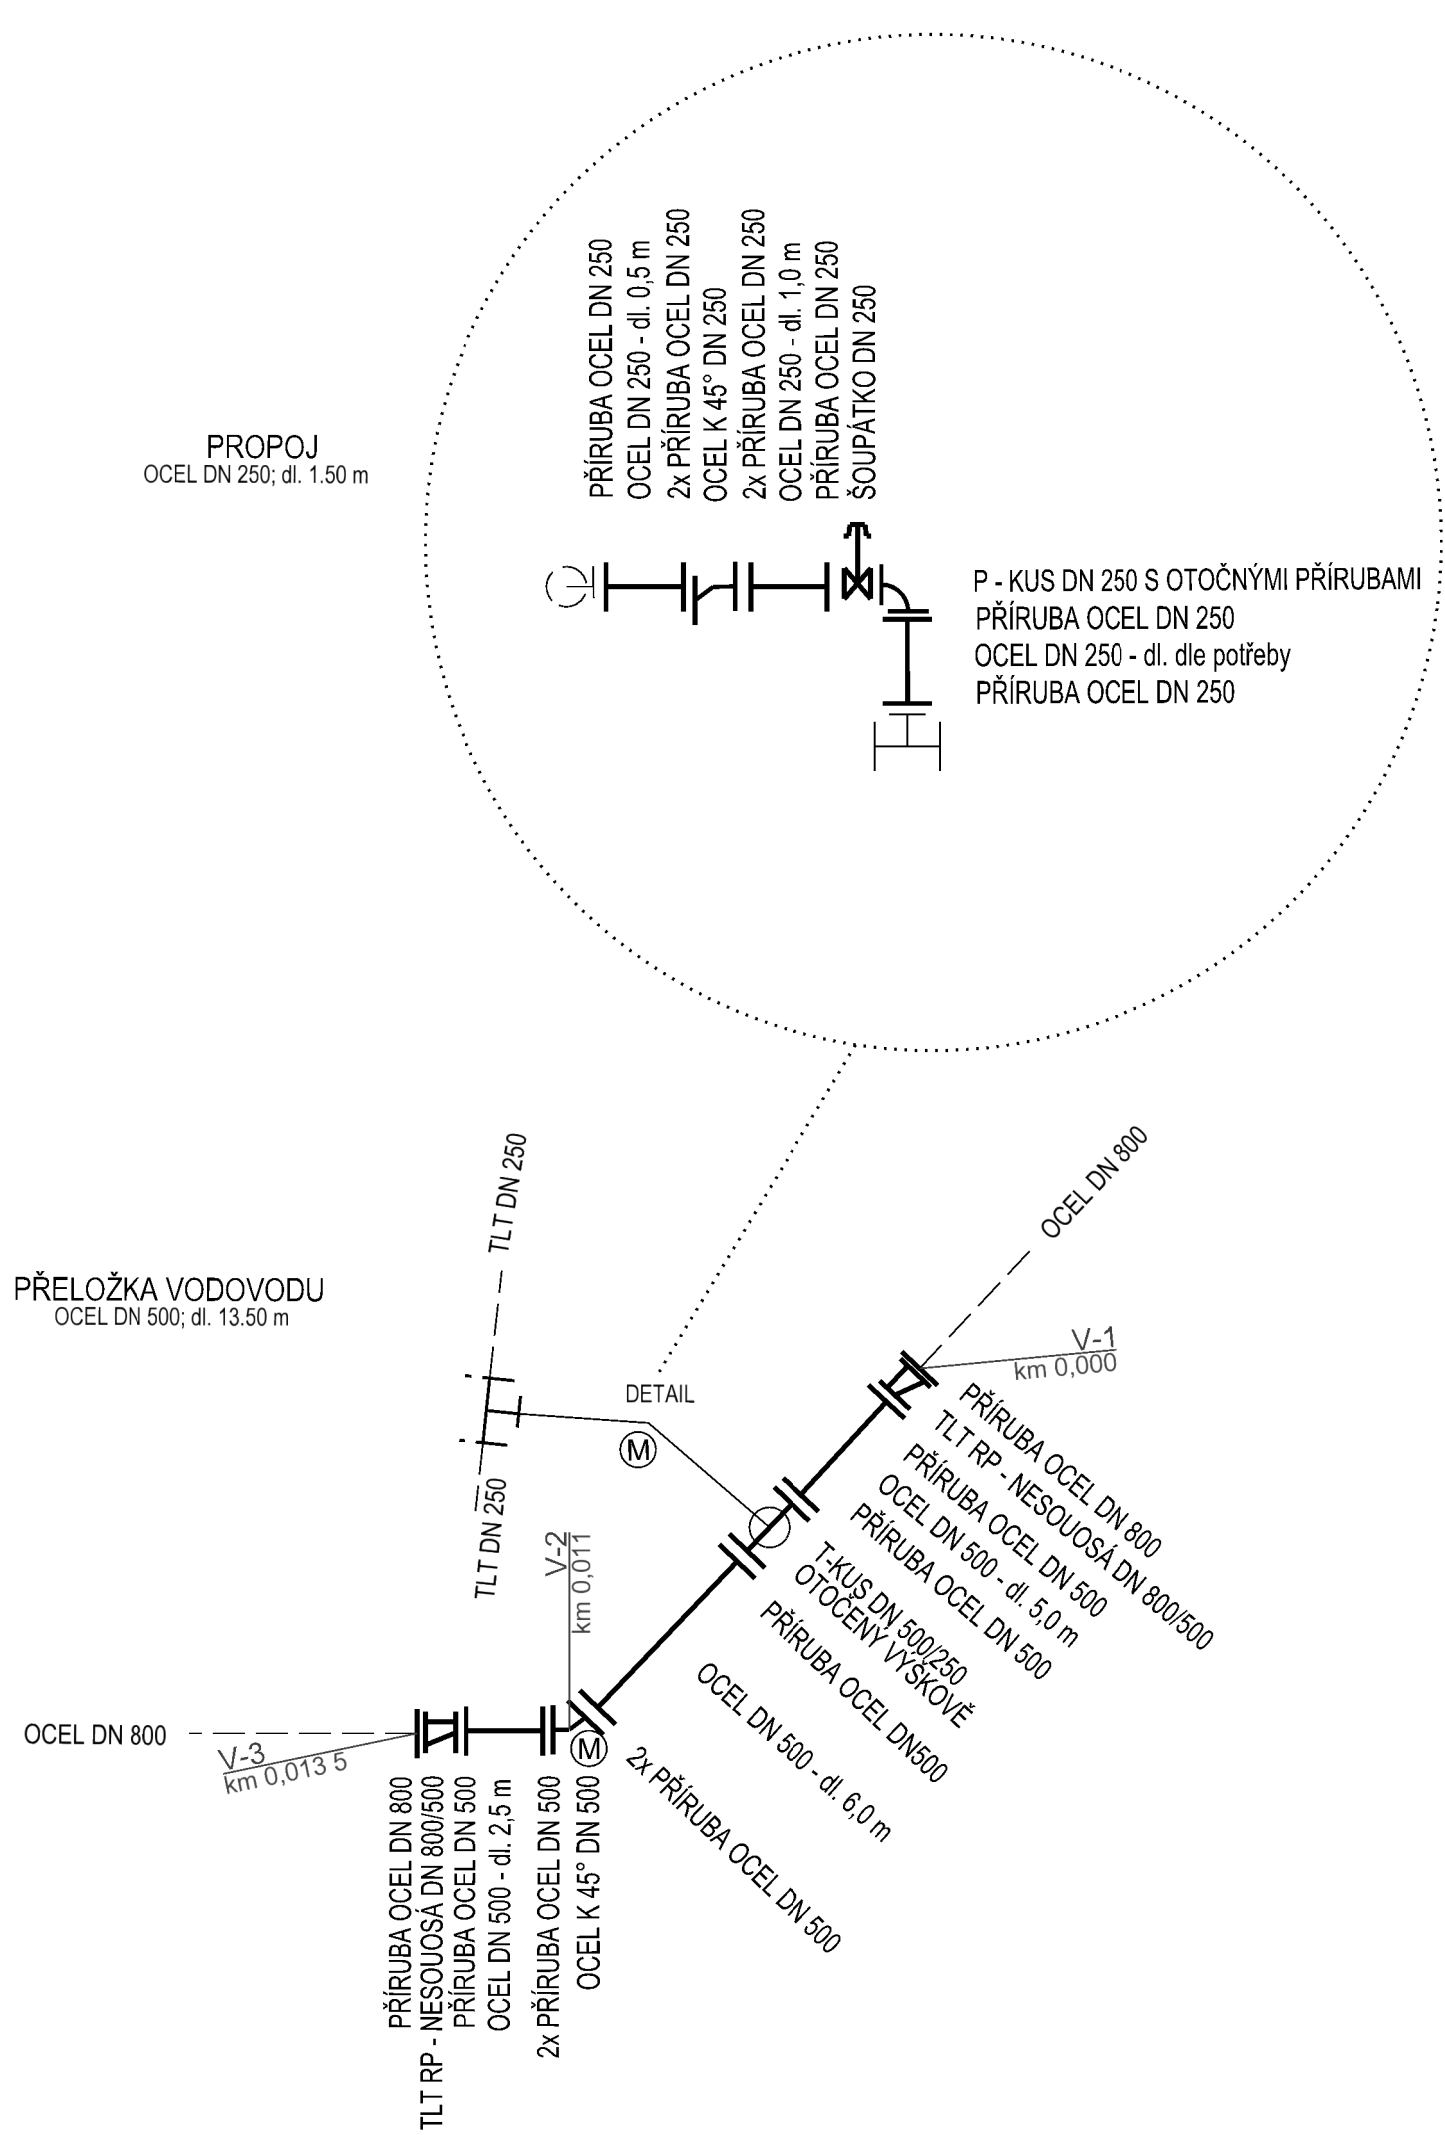 PŘÍRUBA OCEL DN 250
OCEL DN 250 - dl. 0,5 m
2x PŘÍRUBA OCEL DN 250
OCEL K 45° DN 250
2x PŘÍRUBA OCEL DN 250
OCEL DN 250 - dl. 1,0 m
PŘÍRUBA OCEL DN 250
ŠOUPÁTKO DN 250
PROPOJ
OCEL DN 250; dl. 1.50 m
P - KUS DN 250 S OTOČNÝMI PŘÍRUBAMI
PŘÍRUBA OCEL DN 250
OCEL DN 250 - dl. dle potřeby
PŘÍRUBA OCEL DN 250
TLT DN 250
OCEL DN 800
PŘELOŽKA VODOVODU
OCEL DN 500; dl. 13.50 m
V-1
km 0,000
DETAIL
M
TLT DN 250
V-2
km 0,011
PŘÍRUBA OCEL DN 800
TLT RP - NESOUOSÁ DN 800/500
PŘÍRUBA OCEL DN 500
OCEL DN 500 - dl. 5,0 m
PŘÍRUBA OCEL DN 500
T-KUS DN 500/250
OTOČENÝ VÝŠKOVĚ
PŘÍRUBA OCEL DN500
OCEL DN 500 - dl. 6,0 m
2x PŘÍRUBA OCEL DN 500
OCEL DN 800
V-3
km 0,013 5
M
PŘÍRUBA OCEL DN 800
TLT RP - NESOUOSÁ DN 800/500
PŘÍRUBA OCEL DN 500
OCEL DN 500 - dl. 2,5 m
2x PŘÍRUBA OCEL DN 500
OCEL K 45° DN 500